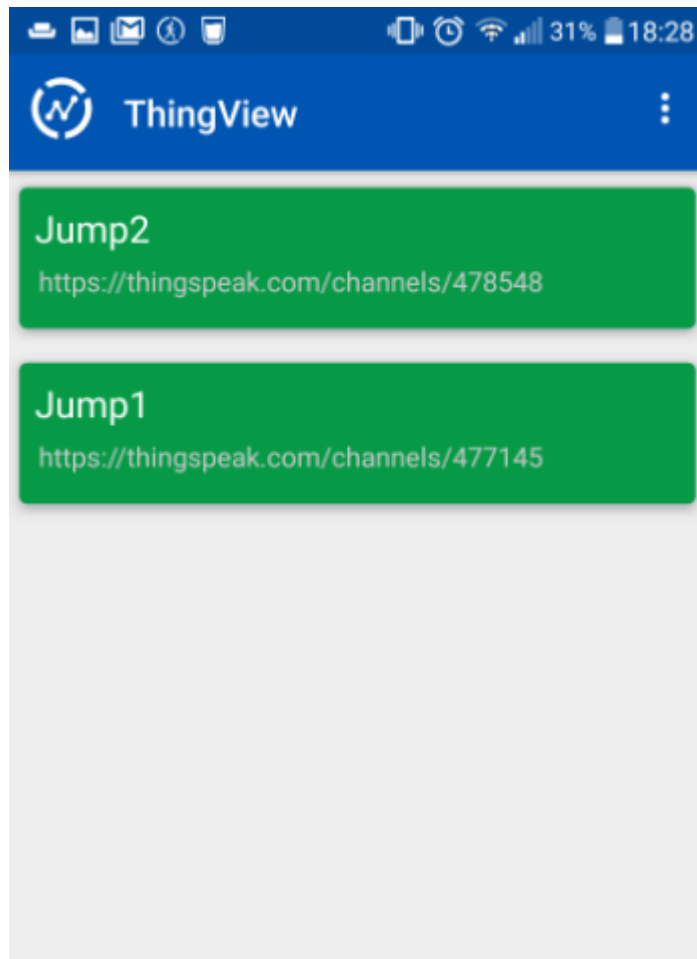 31% 18:28
ThingView
Jump2
https://thingspeak.com/channels/478548
Jump1
https://thingspeak.com/channels/477145